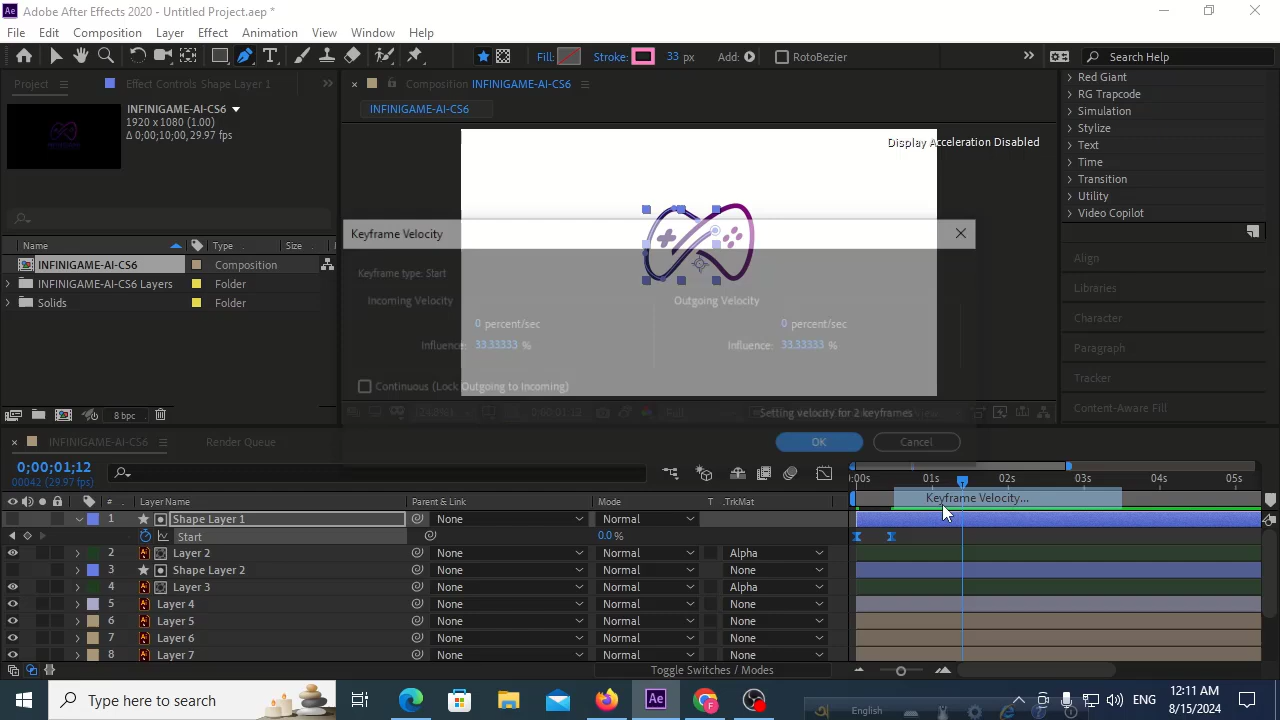 Adobe After Effects 2020 - Untitled Project.aep *
File Edit Composition Layer Effect Animation View Window Help
Fill: Stroke: 33 px Add: RotoBezier Search Help
Project Effect Controls Shape Layer 1 Composition INFINIGAME-AI-CS6
INFINIGAME-AI-CS6
1920 x 1080 (1.00)
Δ 0;00;10;00, 29.97 fps
INFINIGAME-AI-CS6
Display Acceleration Disabled
Red Giant
RG Trapcode
Simulation
Stylize
Text
Time
Transition
Utility
Video Copilot
Align
Libraries
Character
Paragraph
Tracker
Content-Aware Fill
Name Type Size
INFINIGAME-AI-CS6 Composition
INFINIGAME-AI-CS6 Layers Folder
Solids Folder
8 bpc
Keyframe Velocity
Keyframe type: Start
Incoming Velocity Outgoing Velocity
0 percent/sec 0 percent/sec
Influence: 33.33333 % Influence: 33.33333 %
Continuous (Lock Outgoing to Incoming)
Setting velocity for 2 keyframes
OK Cancel
INFINIGAME-AI-CS6 Render Queue
0;00;01;12
00042 (29.97 fps)
:00s 01s 02s 03s 04s 05s
Keyframe Velocity...
# Layer Name Parent & Link Mode T .TrkMat
1 Shape Layer 1 None Normal
Start 0.0 %
2 Layer 2 None Normal Alpha
3 Shape Layer 2 None Normal None
4 Layer 3 None Normal Alpha
5 Layer 4 None Normal None
6 Layer 5 None Normal None
7 Layer 6 None Normal None
8 Layer 7 None Normal None
Toggle Switches / Modes
Type here to search
English
ENG
12:11 AM
8/15/2024